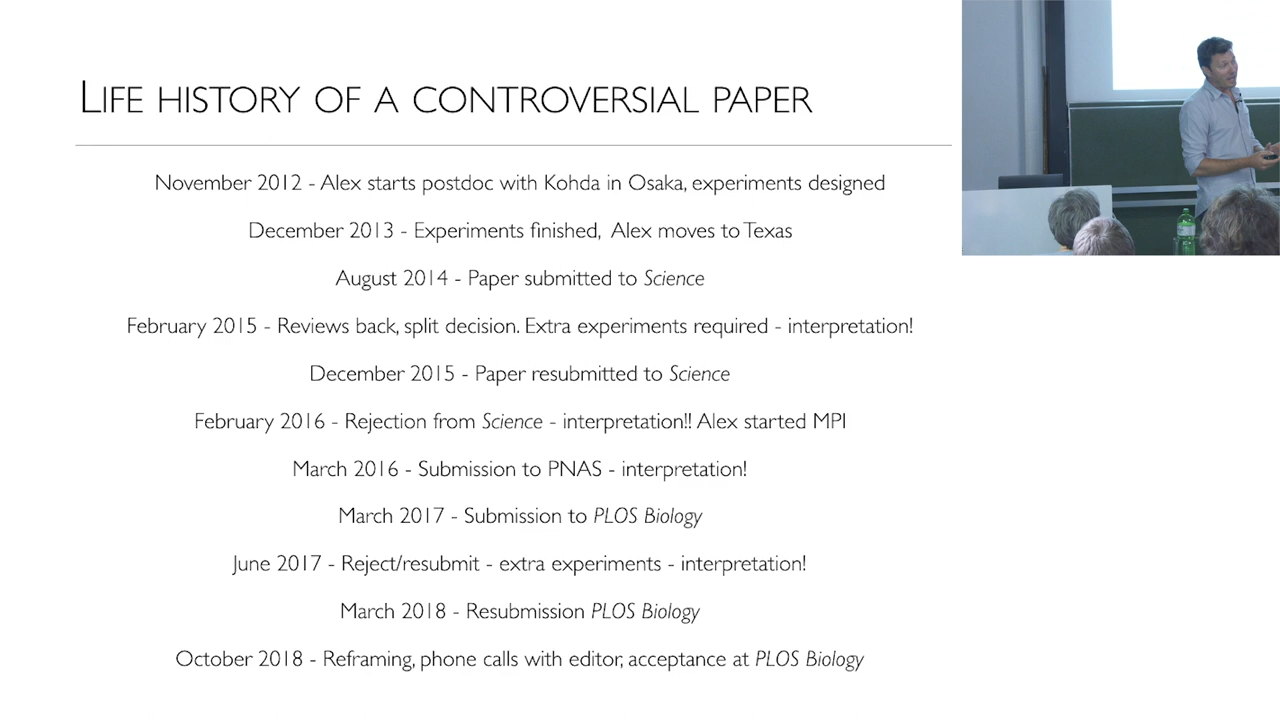 LIFE HISTORY OF A CONTROVERSIAL PAPER
November 2012 - Alex starts postdoc with Kohda in Osaka, experiments designed
December 2013 - Experiments finished, Alex moves to Texas
August 2014 - Paper submitted to Science
February 2015 - Reviews back, split decision. Extra experiments required - interpretation!
December 2015 - Paper resubmitted to Science
February 2016 - Rejection from Science - interpretation!! Alex started MPI
March 2016 - Submission to PNAS - interpretation!
March 2017 - Submission to PLOS Biology
June 2017 - Reject/resubmit - extra experiments - interpretation!
March 2018 - Resubmission PLOS Biology
October 2018 - Reframing, phone calls with editor, acceptance at PLOS Biology